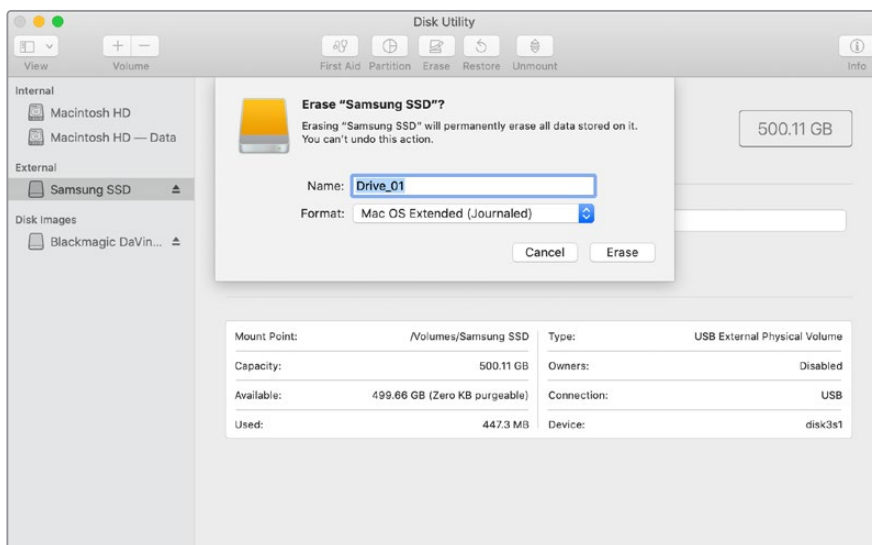 Disk Utility
View
Volume
First Aid
Partition
Erase
Restore
Unmount
Info
Internal
Macintosh HD
Macintosh HD — Data
External
Samsung SSD
Disk Images
Blackmagic DaVin...
Erase “Samsung SSD”?
Erasing “Samsung SSD” will permanently erase all data stored on it.
You can’t undo this action.
Name: Drive_01
Format: Mac OS Extended (Journaled)
Cancel
Erase
500.11 GB
Mount Point: /Volumes/Samsung SSD
Capacity: 500.11 GB
Available: 499.66 GB (Zero KB purgeable)
Used: 447.3 MB
Type: USB External Physical Volume
Owners: Disabled
Connection: USB
Device: disk3s1